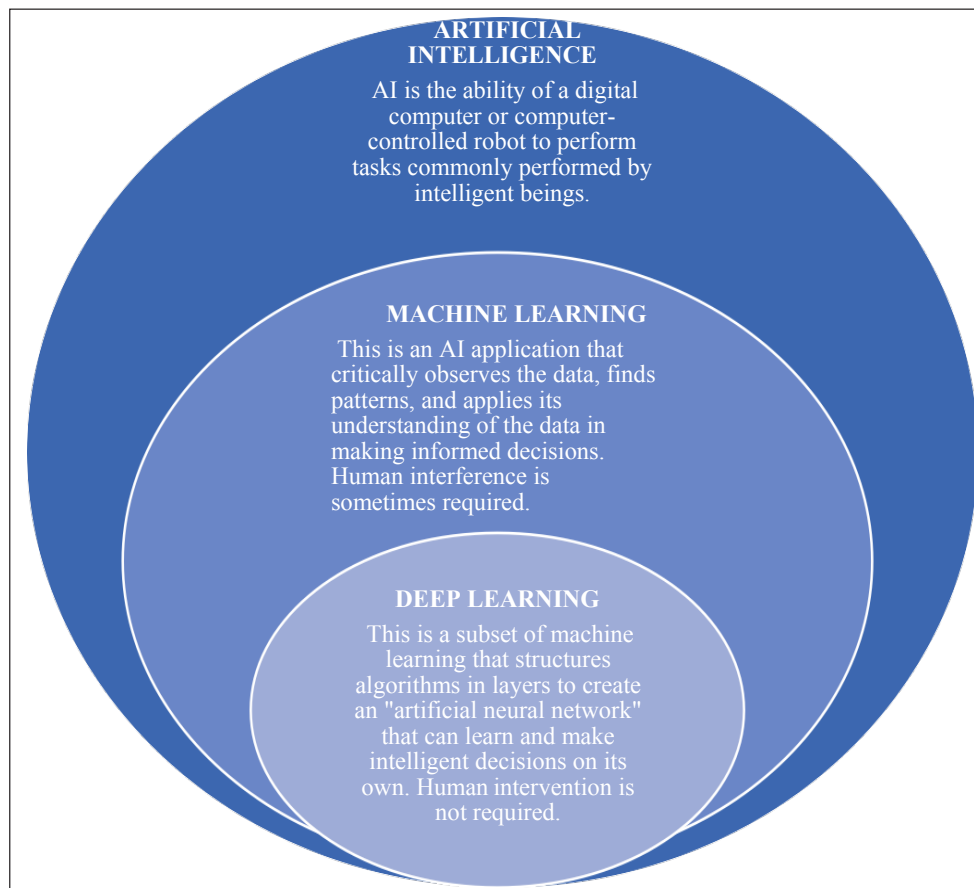 ARTIFICIAL
INTELLIGENCE
AI is the ability of a digital
computer or computer-
controlled robot to perform
tasks commonly performed by
intelligent beings.
MACHINE LEARNING
This is an AI application that
critically observes the data, finds
patterns, and applies its
understanding of the data in
making informed decisions.
Human interference is
sometimes required.
DEEP LEARNING
This is a subset of machine
learning that structures
algorithms in layers to create
an "artificial neural network"
that can learn and make
intelligent decisions on its
own. Human intervention is
not required.